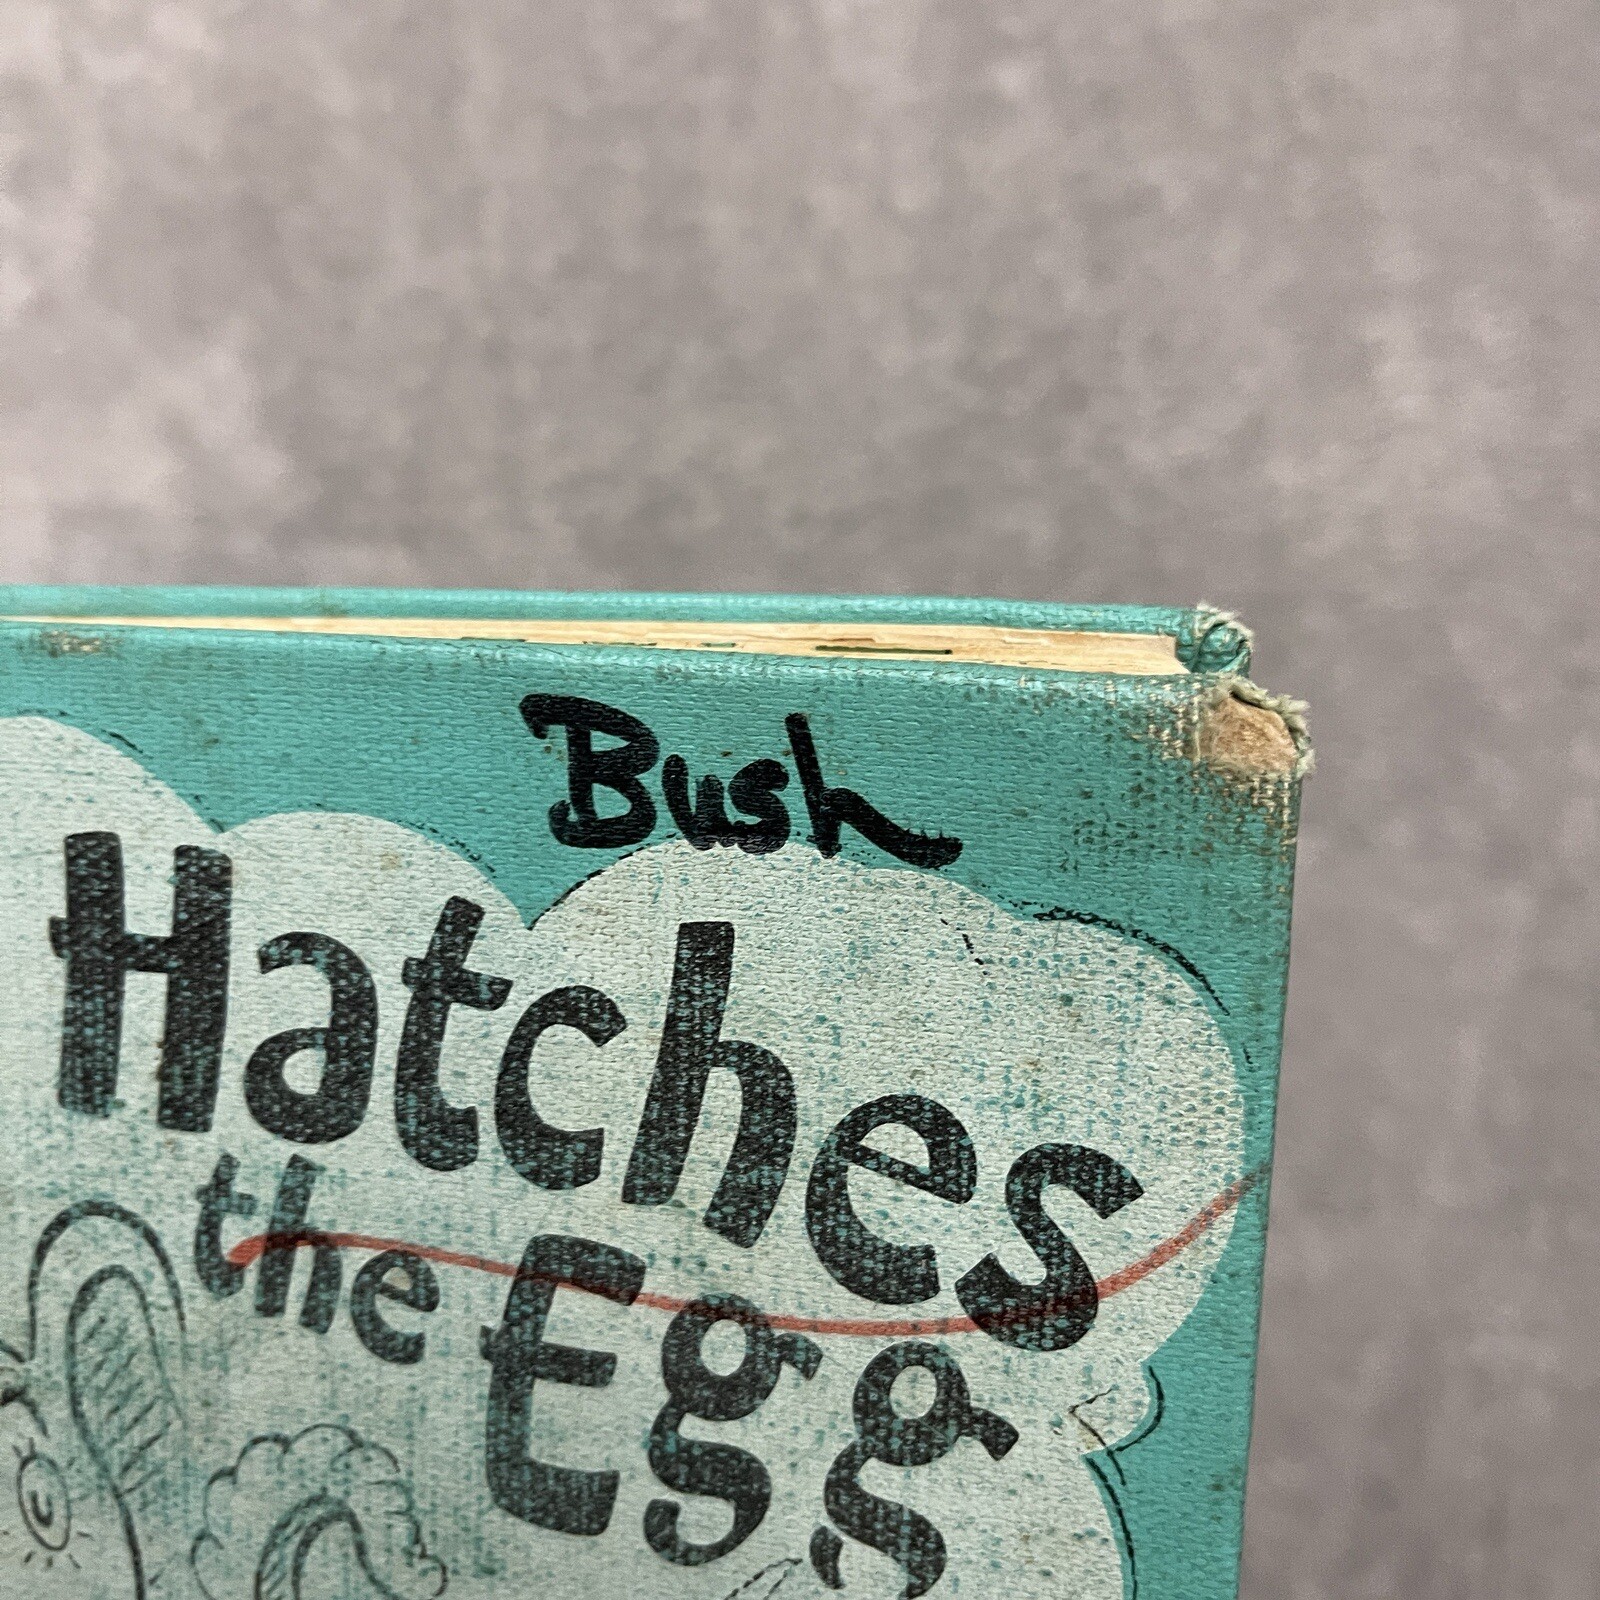 Bush
Hatches
the Egg